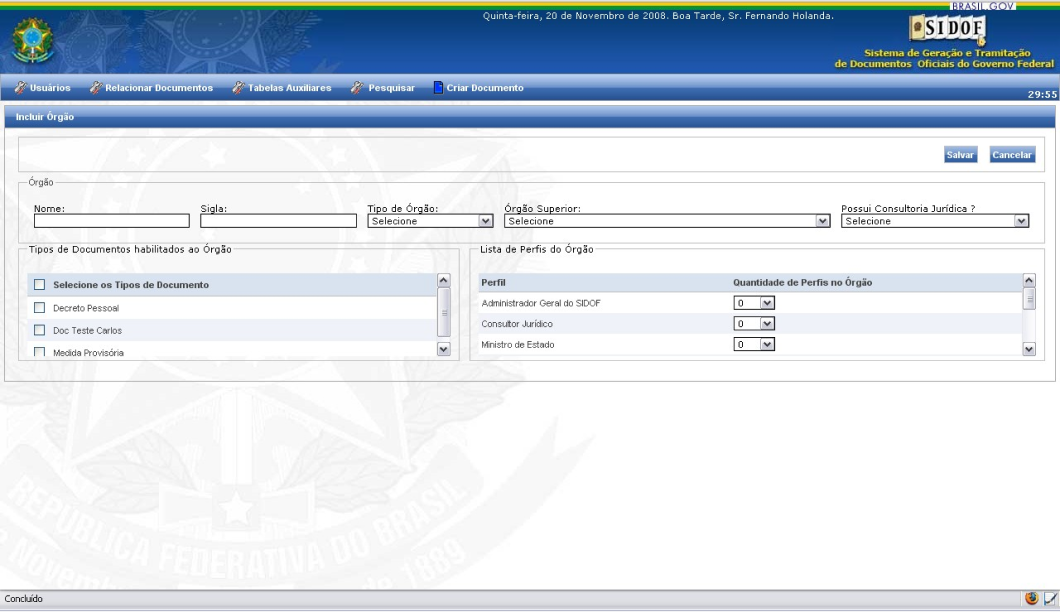 BRASIL.GOV
Quinta-feira, 20 de Novembro de 2008. Boa Tarde, Sr. Fernando Holanda.
SIDOF
Sistema de Geração e Tramitação
de Documentos Oficiais do Governo Federal
Usuários Relacionar Documentos Tabelas Auxiliares Pesquisar Criar Documento
29:55
Incluir Órgão
Salvar Cancelar
Órgão
Nome: Sigla: Tipo de Órgão: Órgão Superior: Possui Consultoria Jurídica ?
Selecione Selecione Selecione
Tipos de Documentos habilitados ao Órgão
Selecione os Tipos de Documento
Decreto Pessoal
Doc Teste Carlos
Medida Provisória
Lista de Perfis do Órgão
Perfil Quantidade de Perfis no Órgão
Administrador Geral do SIDOF 0
Consultor Jurídico 0
Ministro de Estado 0
REPÚBLICA FEDERATIVA DO BRASIL
Novembro de 1889
Concluído